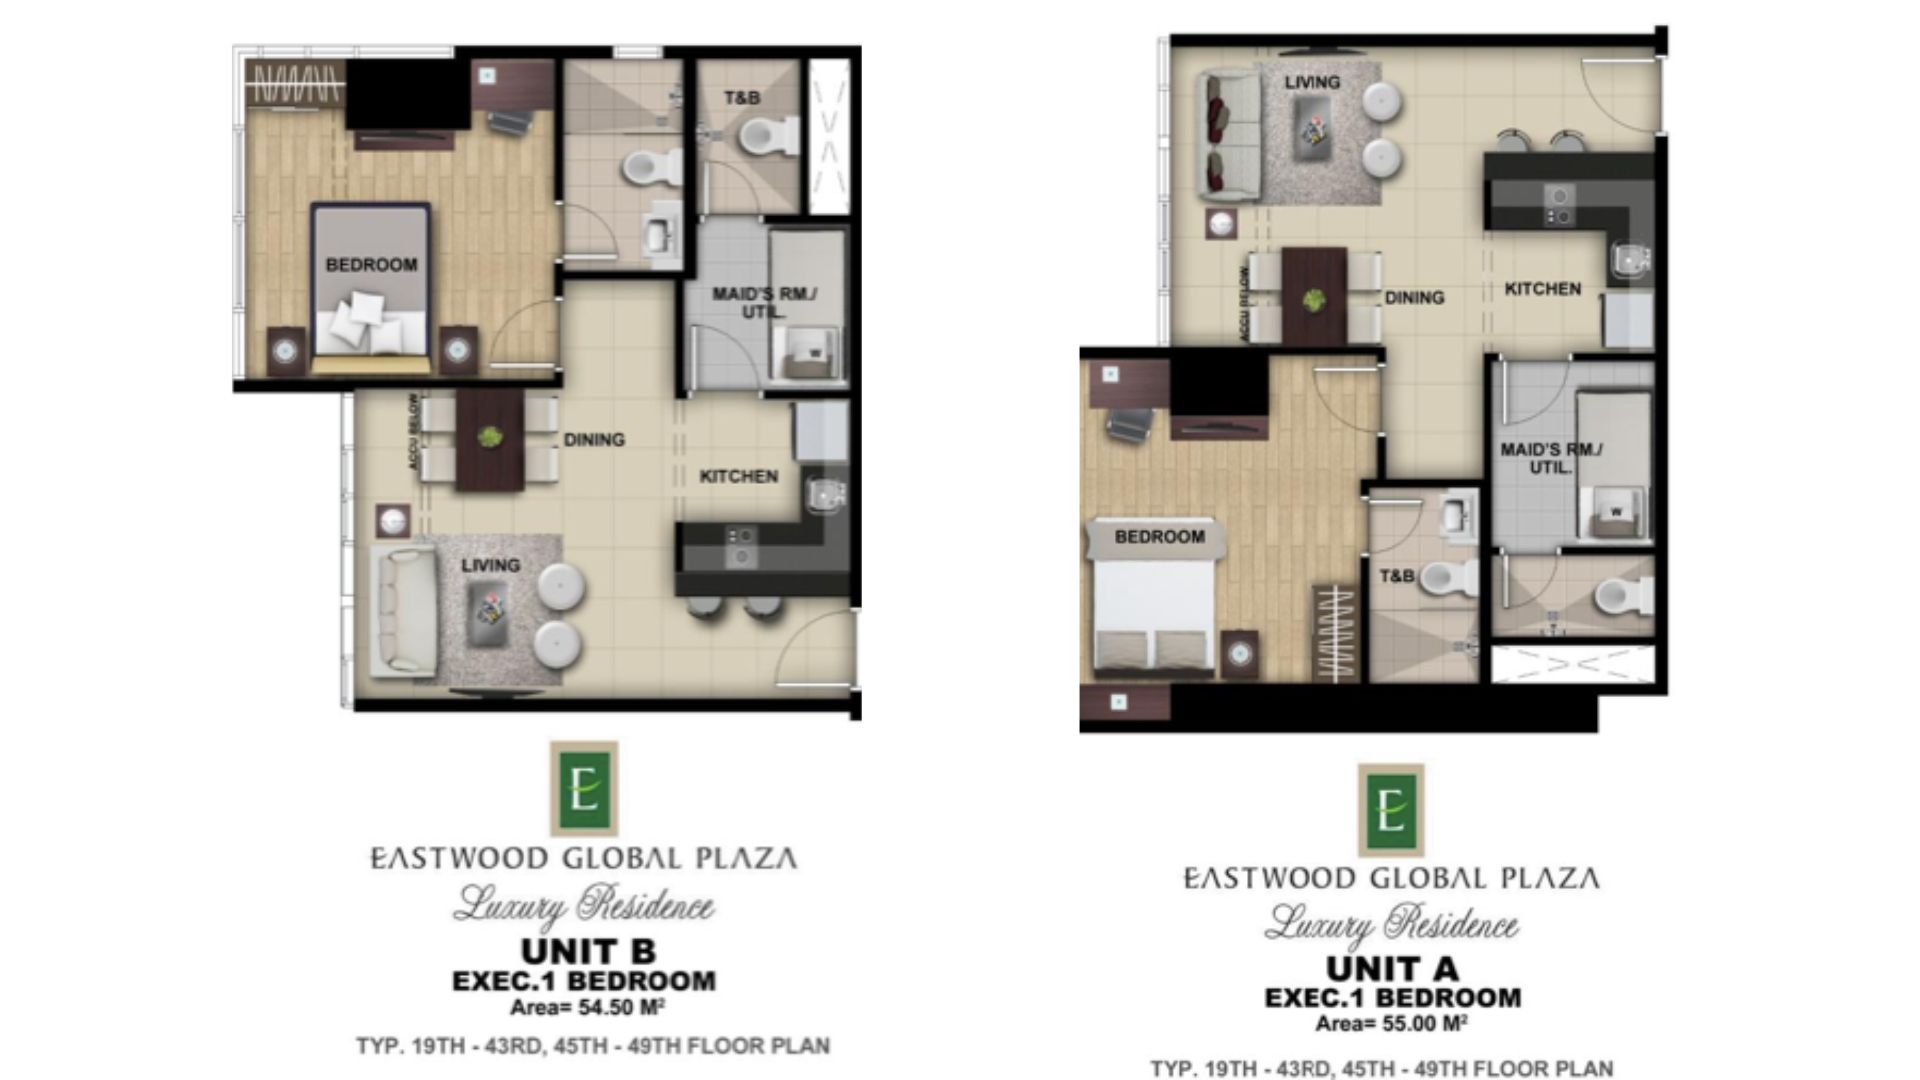 T&B
BEDROOM
MAID'S RM./
UTIL.
ACCU BELOW
DINING
KITCHEN
LIVING
E
EASTWOOD GLOBAL PLAZA
Luxury Residence
UNIT B
EXEC.1 BEDROOM
Area= 54.50 M²
TYP. 19TH - 43RD, 45TH - 49TH FLOOR PLAN
LIVING
ACCU BELOW
DINING
KITCHEN
MAID'S RM./
UTIL.
W
BEDROOM
T&B
E
EASTWOOD GLOBAL PLAZA
Luxury Residence
UNIT A
EXEC.1 BEDROOM
Area= 55.00 M²
TYP. 19TH - 43RD, 45TH - 49TH FLOOR PLAN